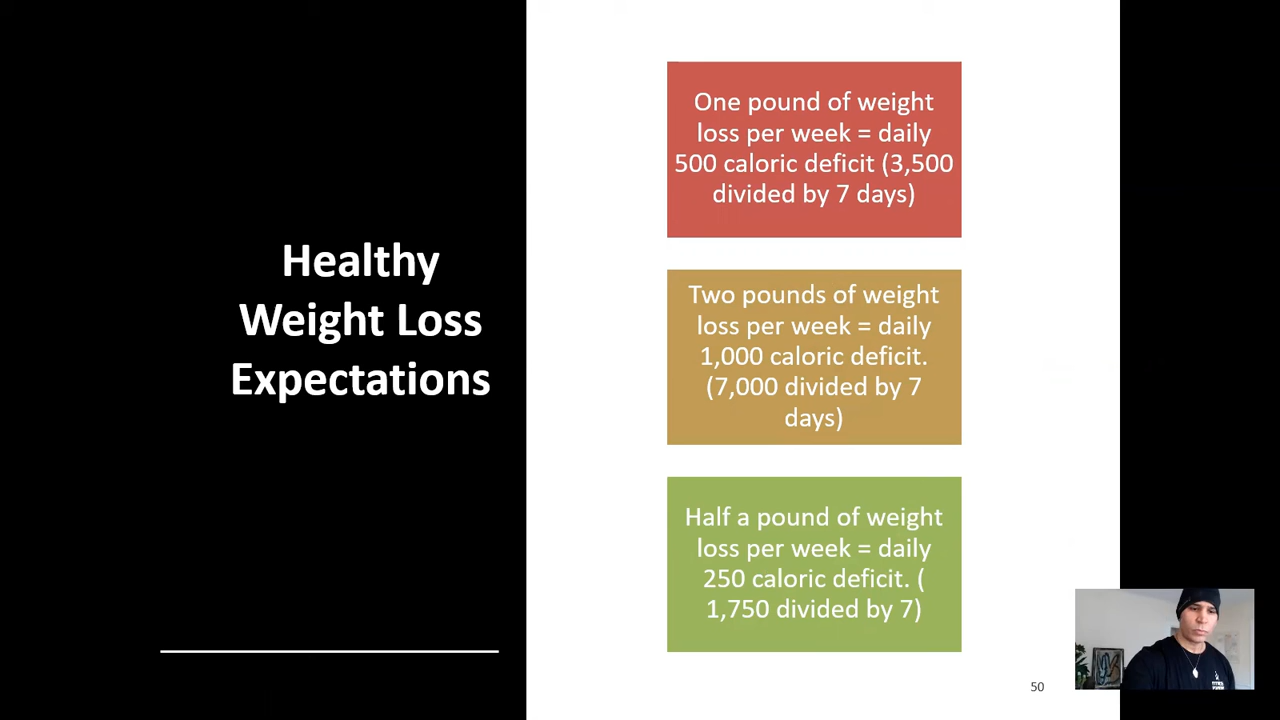 Healthy
Weight Loss
Expectations
One pound of weight
loss per week = daily
500 caloric deficit (3,500
divided by 7 days)
Two pounds of weight
loss per week = daily
1,000 caloric deficit.
(7,000 divided by 7
days)
Half a pound of weight
loss per week = daily
250 caloric deficit. (
1,750 divided by 7)
50